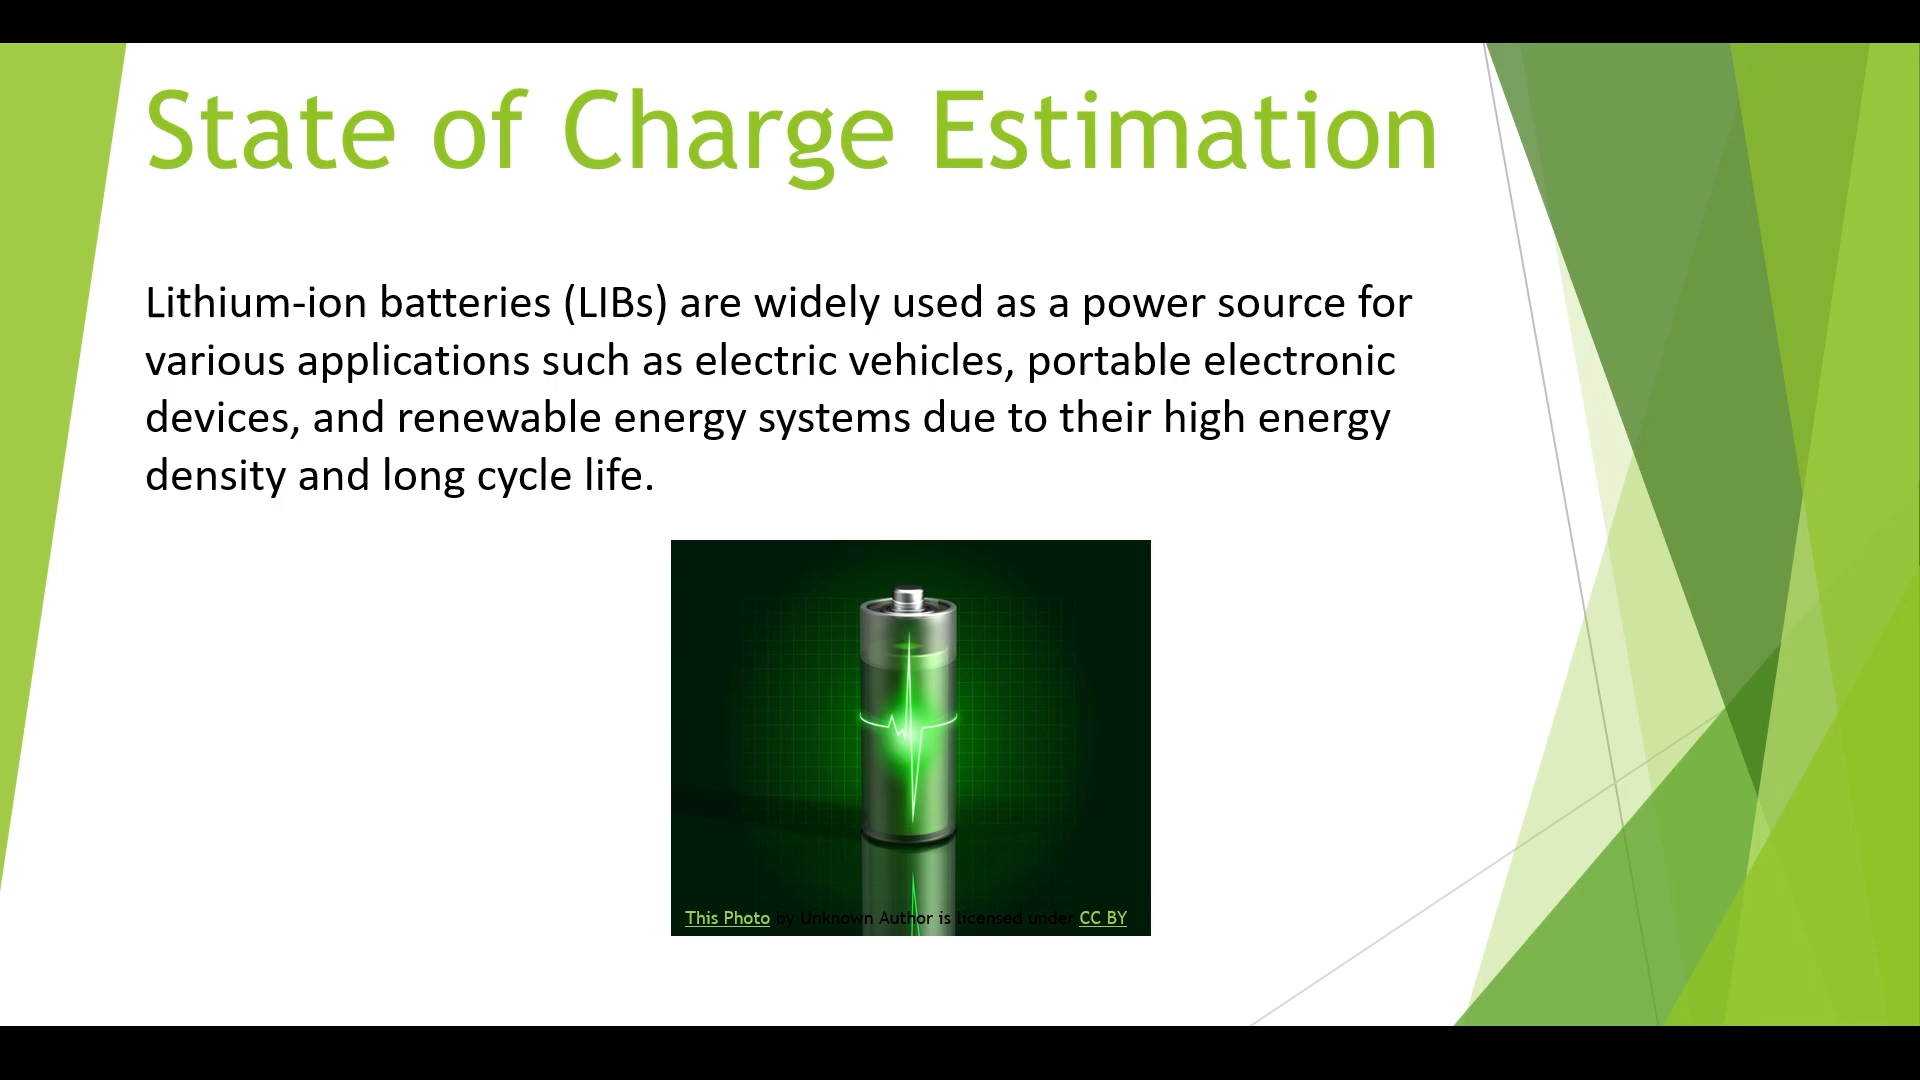 State of Charge Estimation
Lithium-ion batteries (LIBs) are widely used as a power source for
various applications such as electric vehicles, portable electronic
devices, and renewable energy systems due to their high energy
density and long cycle life.
This Photo by Unknown Author is licensed under CC BY